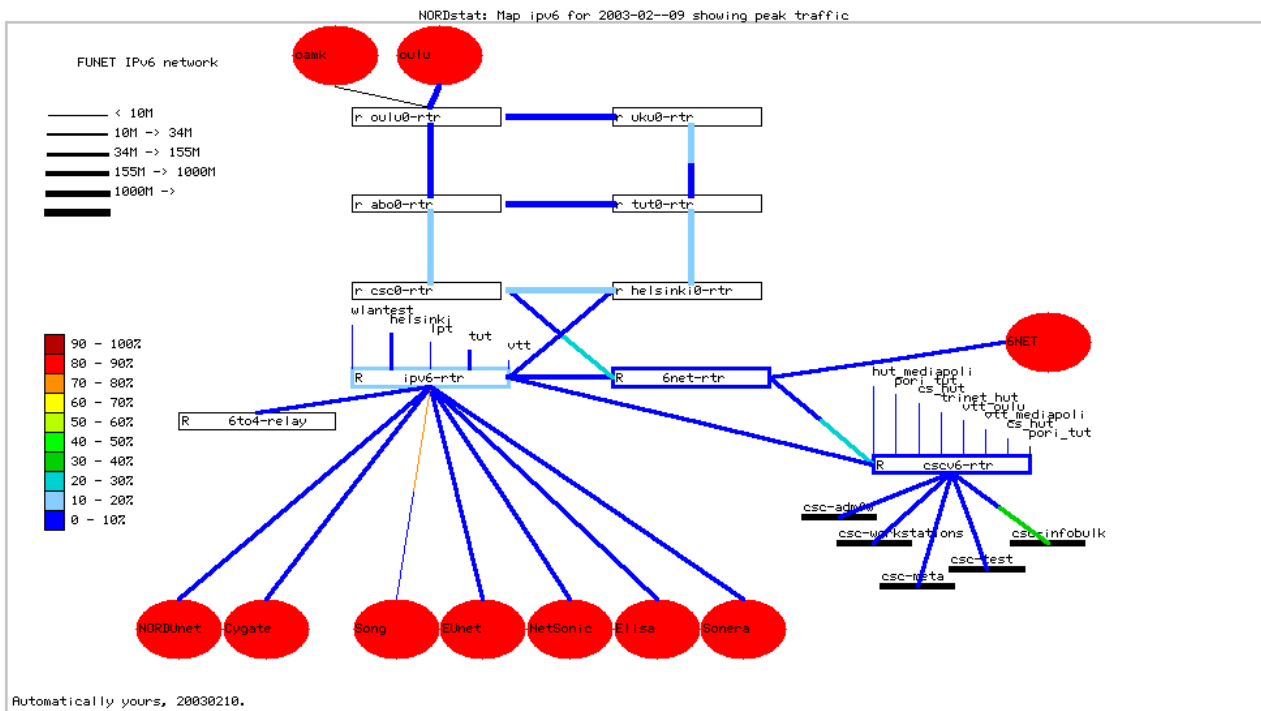 NORDstat: Map ipv6 for 2003-02--09 showing peak traffic
oamk
oulu
FUNET IPv6 network
< 10M
10M -> 34M
34M -> 155M
155M -> 1000M
1000M ->
r oulu0-rtr
r uku0-rtr
r abo0-rtr
r tut0-rtr
r csc0-rtr
r helsinki0-rtr
wlantest
helsinki
lpt
tut
vtt
R ipv6-rtr
R 6net-rtr
6NET
R 6to4-relay
90 - 100%
80 - 90%
70 - 80%
60 - 70%
50 - 60%
40 - 50%
30 - 40%
20 - 30%
10 - 20%
0 - 10%
hut_mediapoli
pori_tut
cs_hut
trinet_hut
vtt_oulu
vtt_mediapoli
cs_hut
pori_tut
R cscv6-rtr
csc-adm0w
csc-workstations
csc-infobulk
csc-test
csc-meta
NORDUnet
Cygate
Song
EUnet
NetSonic
Elisa
Sonera
Automatically yours, 20030210.